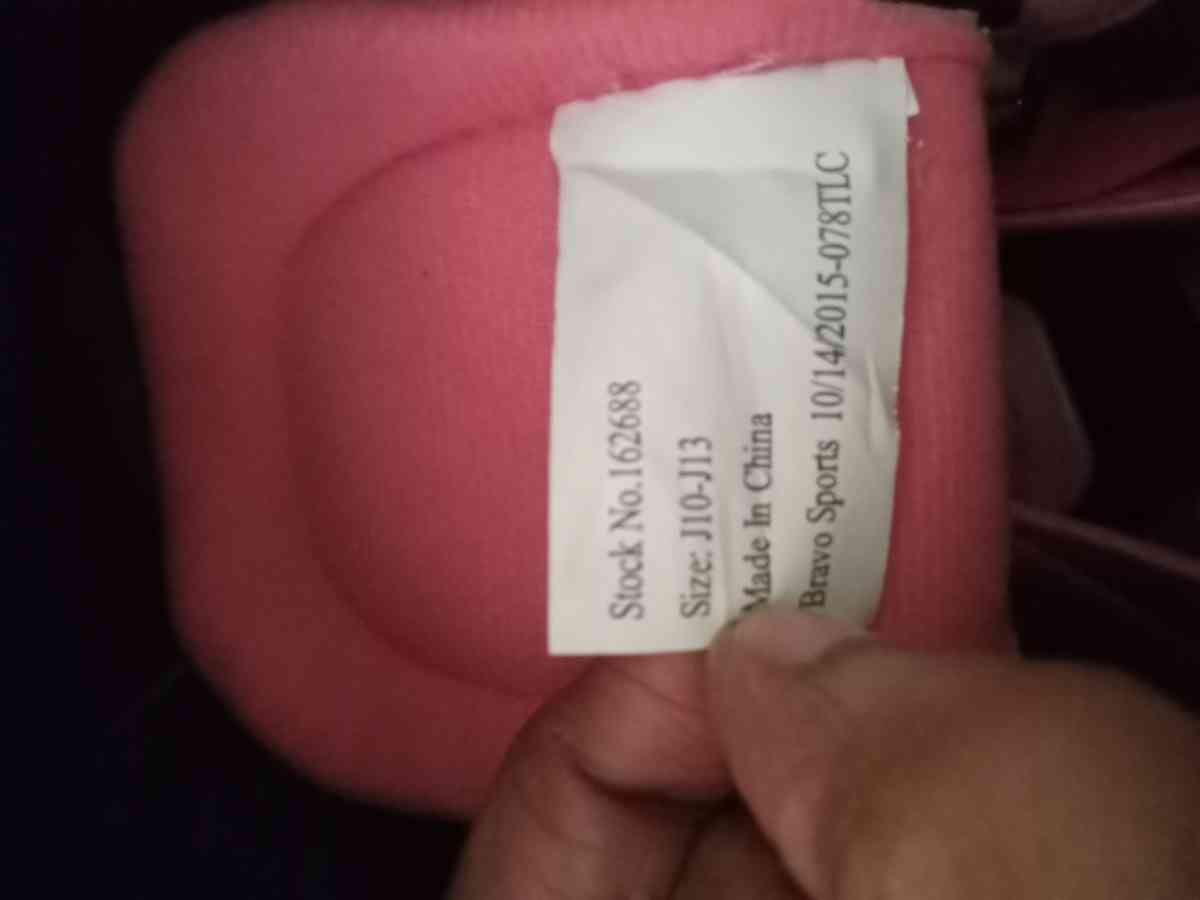 Stock No.162688
Size: J10-J13
Made In China
Bravo Sports 10/14/2015-078TLC